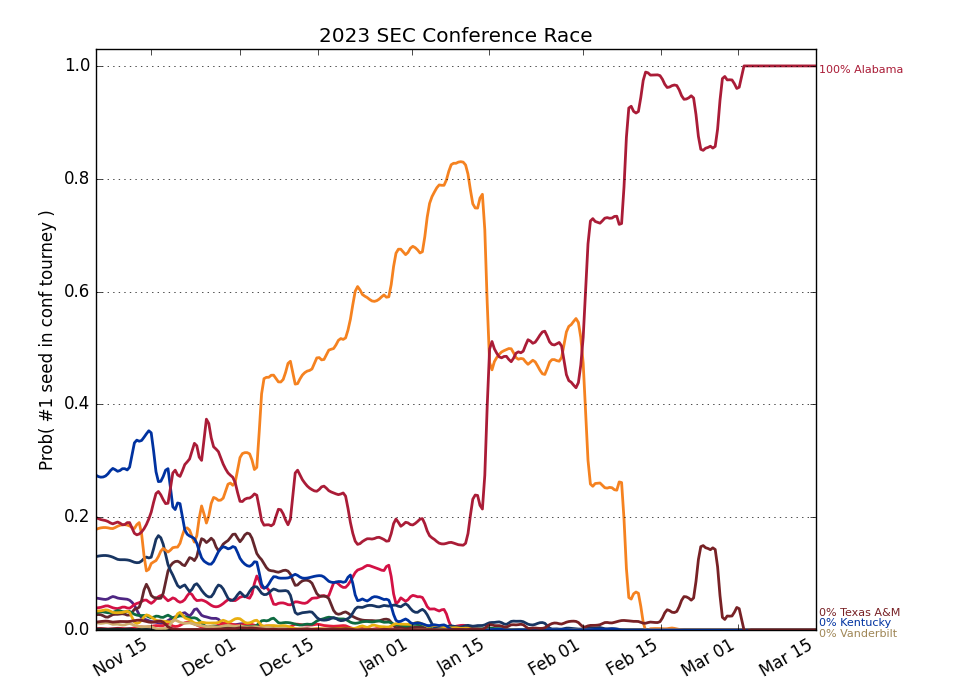 2023 SEC Conference Race
Prob( #1 seed in conf tourney )
1.0
0.8
0.6
0.4
0.2
0.0
100% Alabama
0% Texas A&M
0% Kentucky
0% Vanderbilt
Nov 15
Dec 01
Dec 15
Jan 01
Jan 15
Feb 01
Feb 15
Mar 01
Mar 15